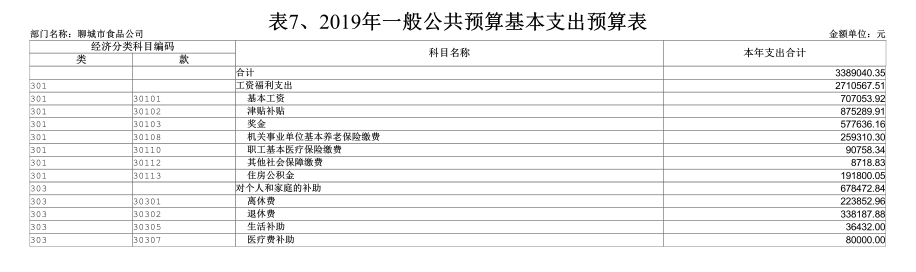 表7、2019年一般公共预算基本支出预算表
部门名称：聊城市食品公司 金额单位：元
经济分类科目编码 科目名称 本年支出合计
类 款
合计 3389040.35
301 工资福利支出 2710567.51
301 30101 基本工资 707053.92
301 30102 津贴补贴 875289.91
301 30103 奖金 577636.16
301 30108 机关事业单位基本养老保险缴费 259310.30
301 30110 职工基本医疗保险缴费 90758.34
301 30112 其他社会保障缴费 8718.83
301 30113 住房公积金 191800.05
303 对个人和家庭的补助 678472.84
303 30301 离休费 223852.96
303 30302 退休费 338187.88
303 30305 生活补助 36432.00
303 30307 医疗费补助 80000.00